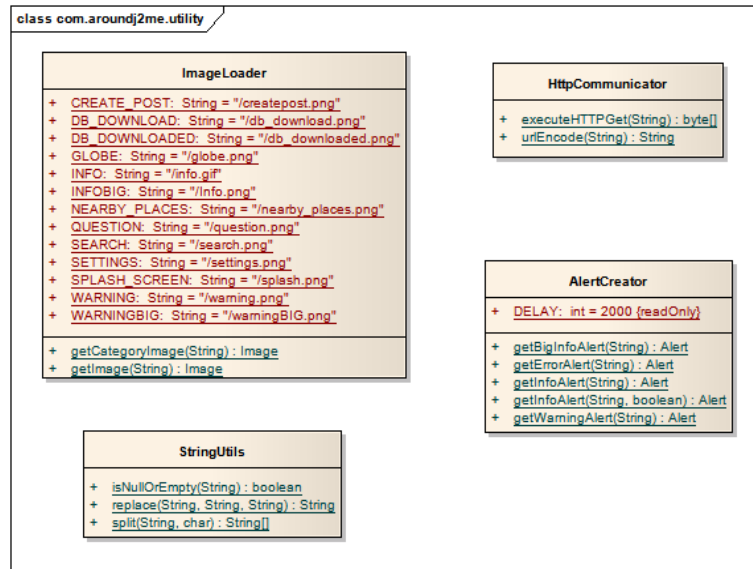 class com.aroundj2me.utility
ImageLoader
+ CREATE_POST: String = "/createpost.png"
+ DB_DOWNLOAD: String = "/db_download.png"
+ DB_DOWNLOADED: String = "/db_downloaded.png"
+ GLOBE: String = "/globe.png"
+ INFO: String = "/info.gif"
+ INFOBIG: String = "/Info.png"
+ NEARBY_PLACES: String = "/nearby_places.png"
+ QUESTION: String = "/question.png"
+ SEARCH: String = "/search.png"
+ SETTINGS: String = "/settings.png"
+ SPLASH_SCREEN: String = "/splash.png"
+ WARNING: String = "/warning.png"
+ WARNINGBIG: String = "/warningBIG.png"
+ getCategoryImage(String) : Image
+ getImage(String) : Image
HttpCommunicator
+ executeHTTPGet(String) : byte[]
+ urlEncode(String) : String
AlertCreator
+ DELAY: int = 2000 {readOnly}
+ getBigInfoAlert(String) : Alert
+ getErrorAlert(String) : Alert
+ getInfoAlert(String) : Alert
+ getInfoAlert(String, boolean) : Alert
+ getWarningAlert(String) : Alert
StringUtils
+ isNullOrEmpty(String) : boolean
+ replace(String, String, String) : String
+ split(String, char) : String[]